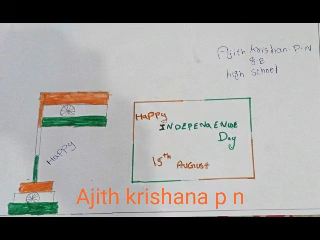 Ajith krishan P.N
8 E
high School
Happy
Happy
INDEPENDENCE
Day
15th AUGUST
Ajith krishana p n